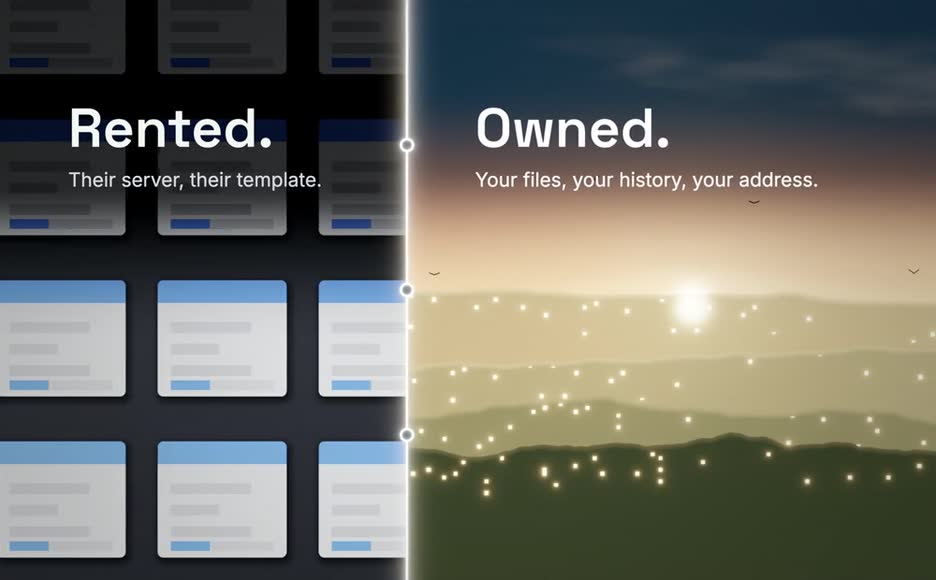 Rented.
Their server, their template.
Owned.
Your files, your history, your address.